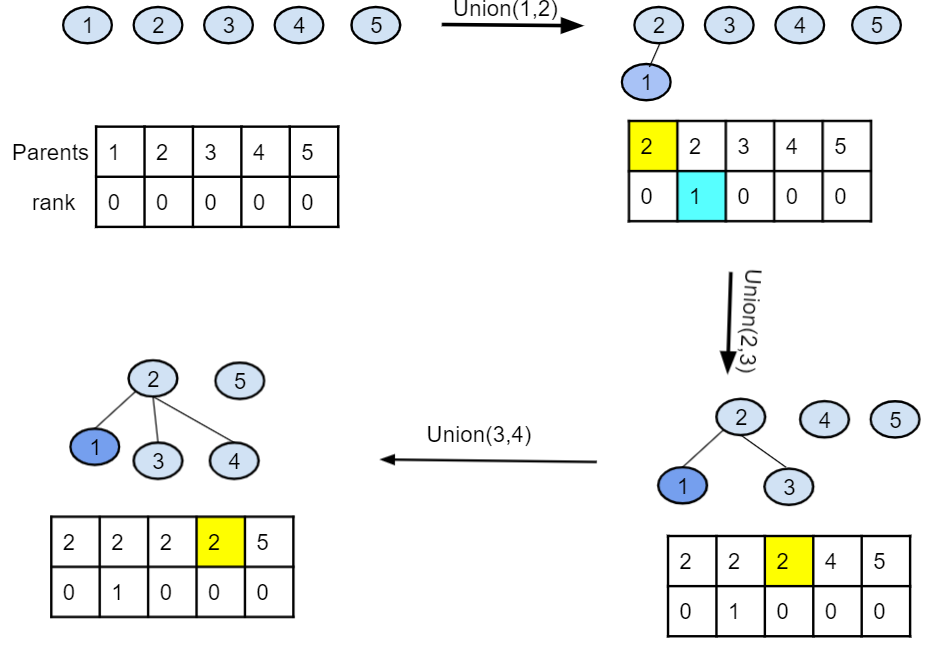 1 2 3 4 5
Union(1,2)
2 3 4 5
1
Parents 1 2 3 4 5
rank 0 0 0 0 0
2 2 3 4 5
0 1 0 0 0
Union(2,3)
2 4 5
1 3
2 2 2 4 5
0 1 0 0 0
Union(3,4)
2 5
1 3 4
2 2 2 2 5
0 1 0 0 0